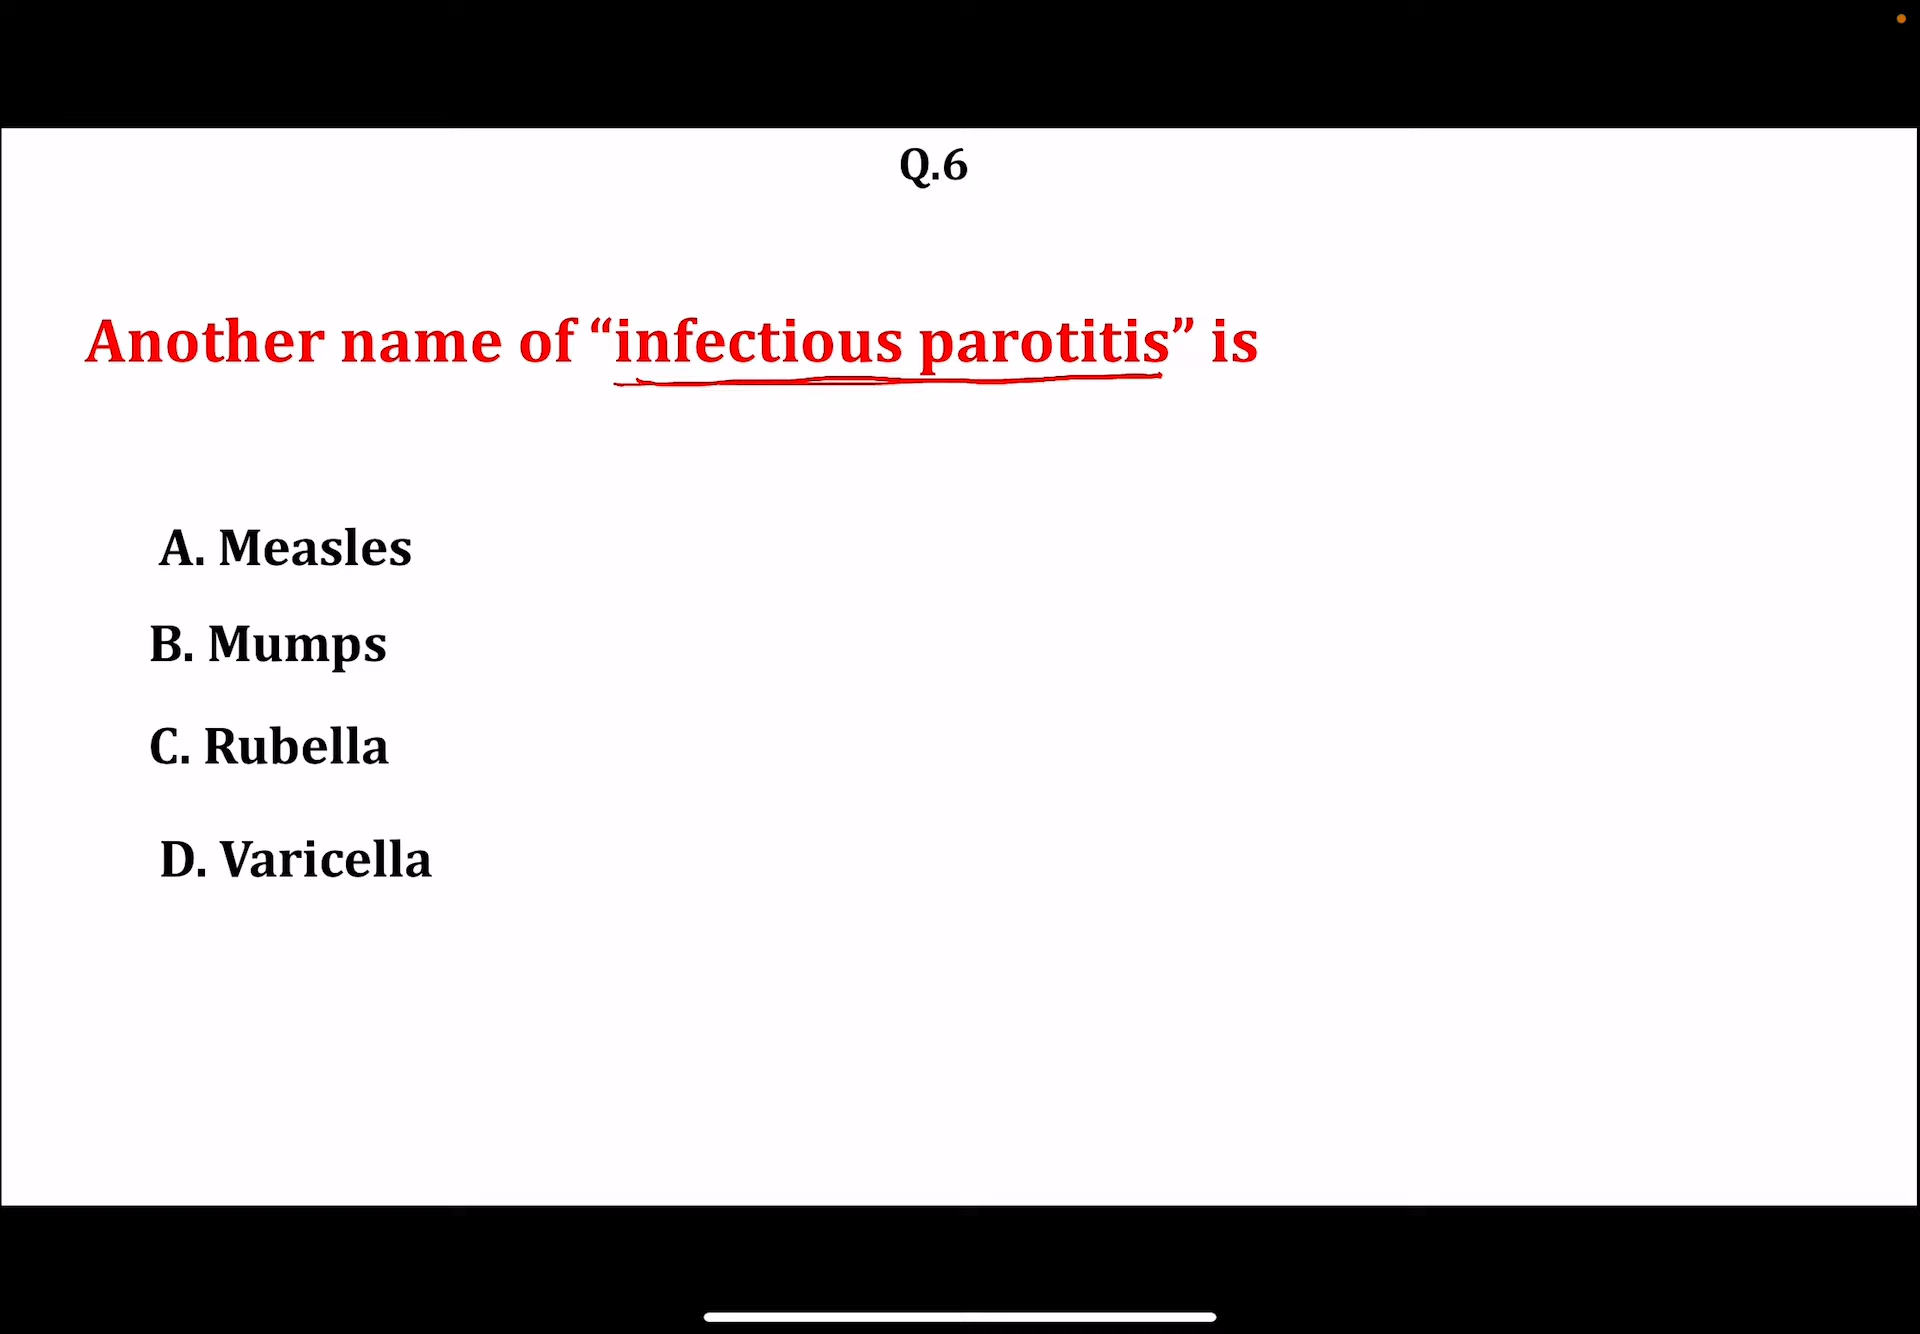 Q.6
Another name of “infectious parotitis” is
A. Measles
B. Mumps
C. Rubella
D. Varicella